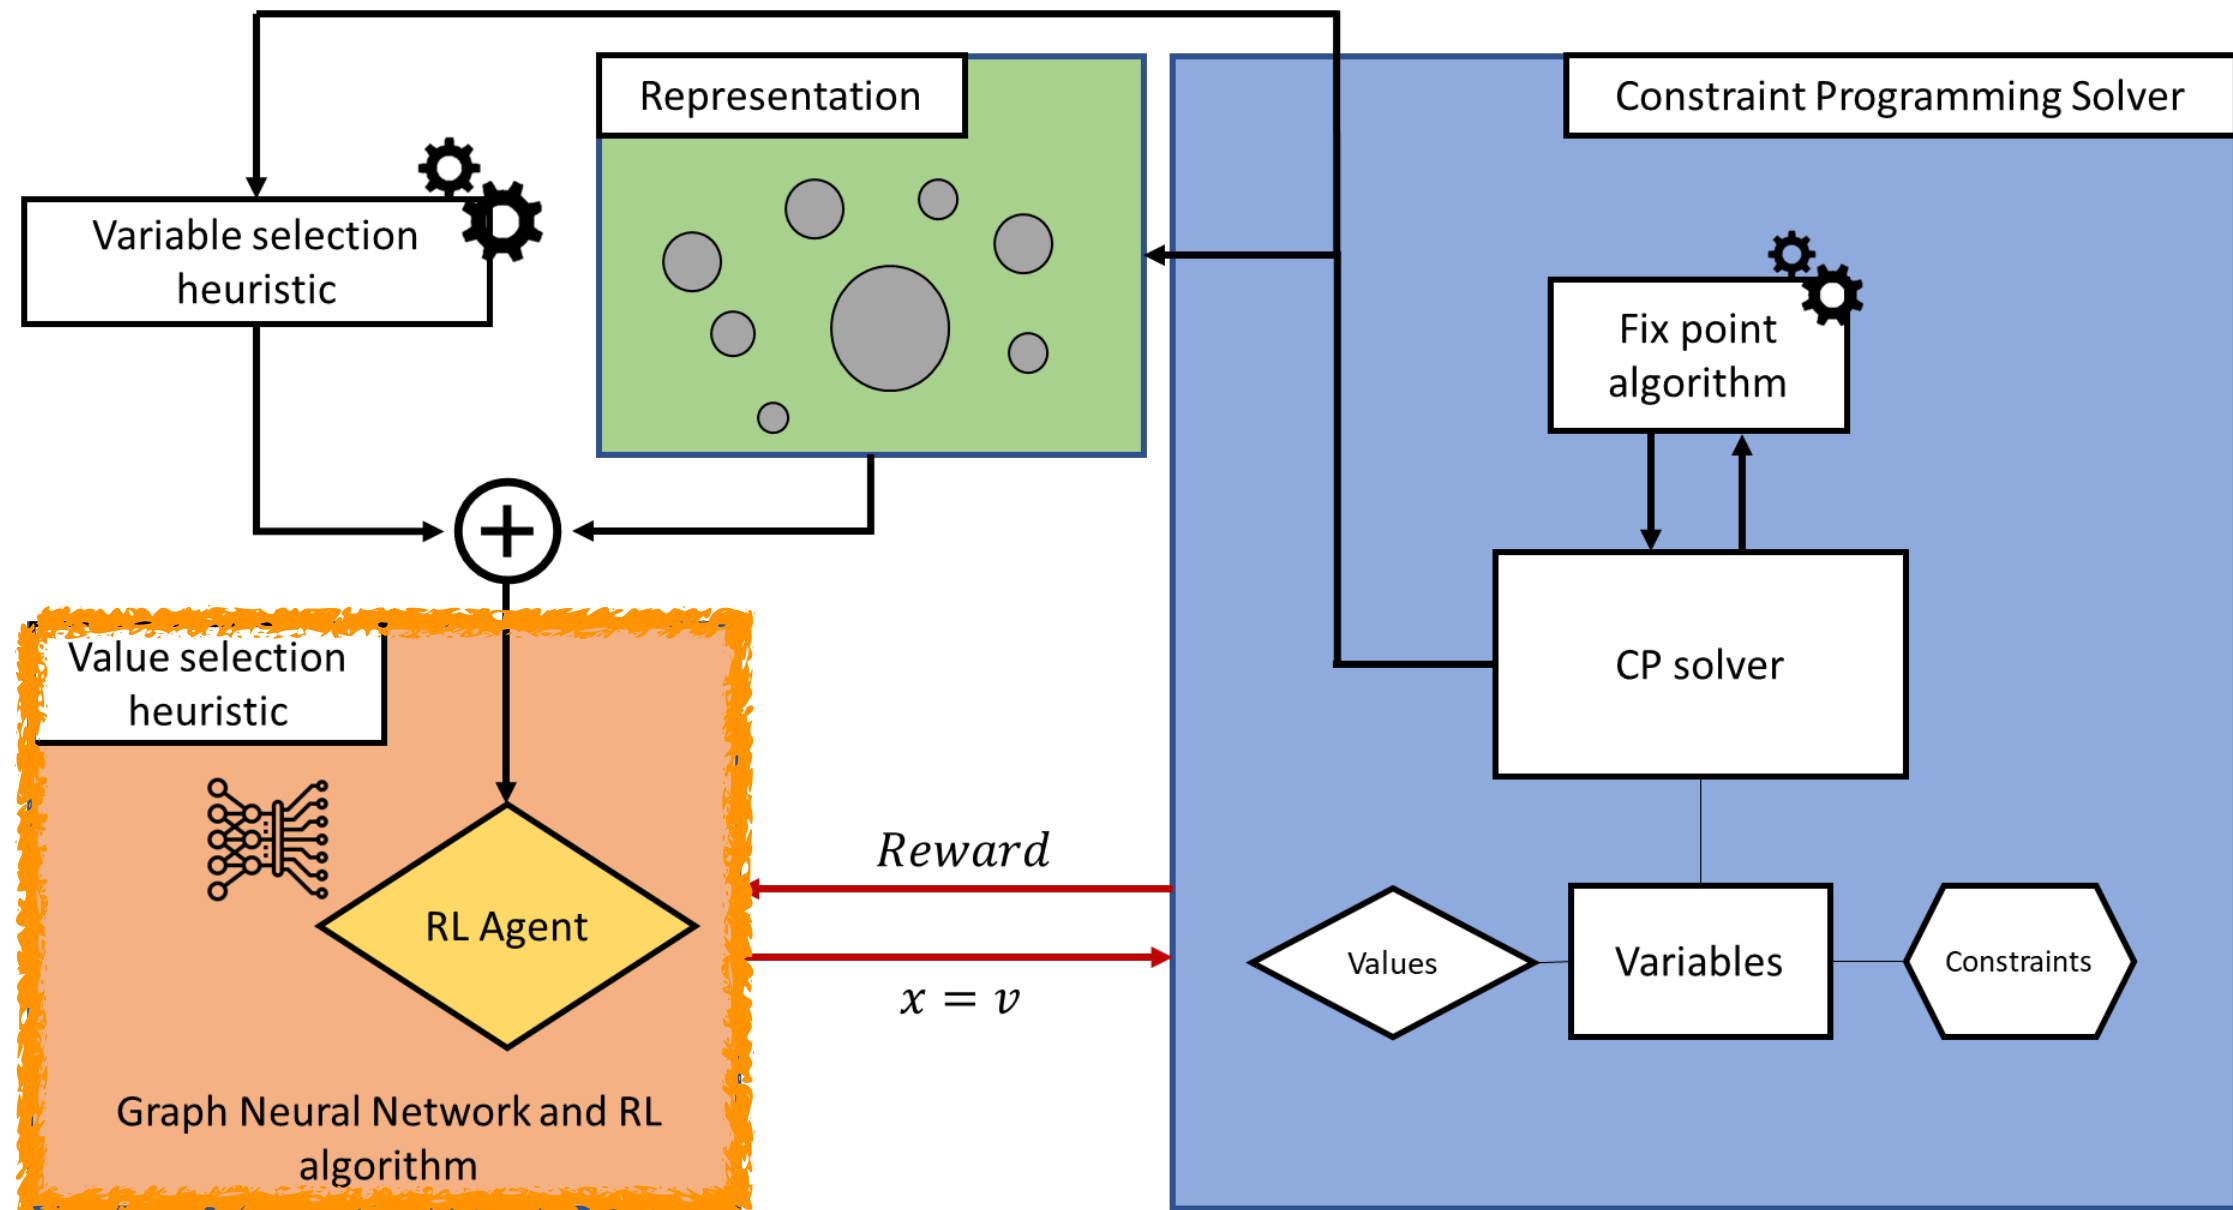 Representation
Constraint Programming Solver
Variable selection
heuristic
Fix point
algorithm
CP solver
Value selection
heuristic
Reward
RL Agent
x = v
Values
Variables
Constraints
Graph Neural Network and RL
algorithm